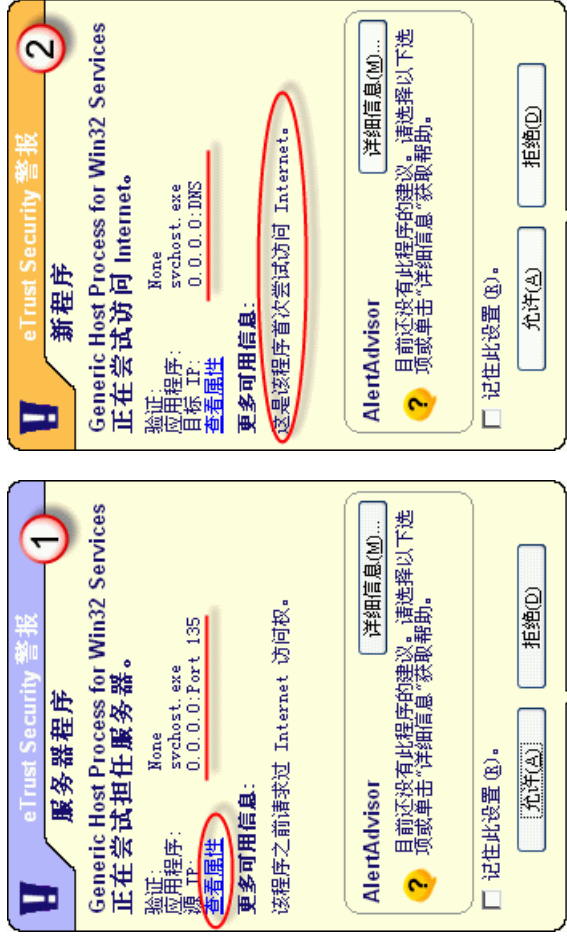 eTrust Security 警报
服务器程序
1
Generic Host Process for Win32 Services
正在尝试担任服务器。
验证: None
应用程序: svchost. exe
源 IP: 0.0.0.0:Port 135
查看属性
更多可用信息:
该程序之前请求过 Internet 访问权。
AlertAdvisor
详细信息(M)...
目前还没有此程序的建议。请选择以下选
项或单击“详细信息”获取帮助。
记住此设置(R)。
允许(A)
拒绝(D)
eTrust Security 警报
新程序
2
Generic Host Process for Win32 Services
正在尝试访问 Internet。
验证: None
应用程序: svchost. exe
目标 IP: 0.0.0.0:DNS
查看属性
更多可用信息:
这是该程序首次尝试访问 Internet。
AlertAdvisor
详细信息(M)...
目前还没有此程序的建议。请选择以下选
项或单击“详细信息”获取帮助。
记住此设置(R)。
允许(A)
拒绝(D)